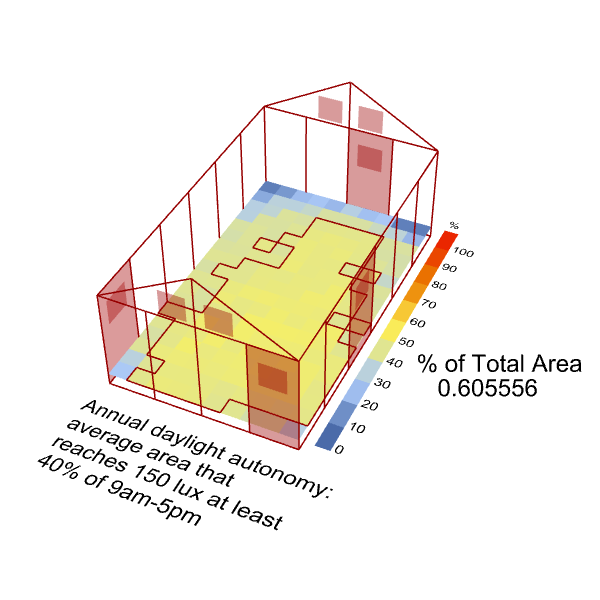 %
100
90
80
70
60
50
40
30
20
10
0
% of Total Area
0.605556
Annual daylight autonomy:
average area that
reaches 150 lux at least
40% of 9am-5pm